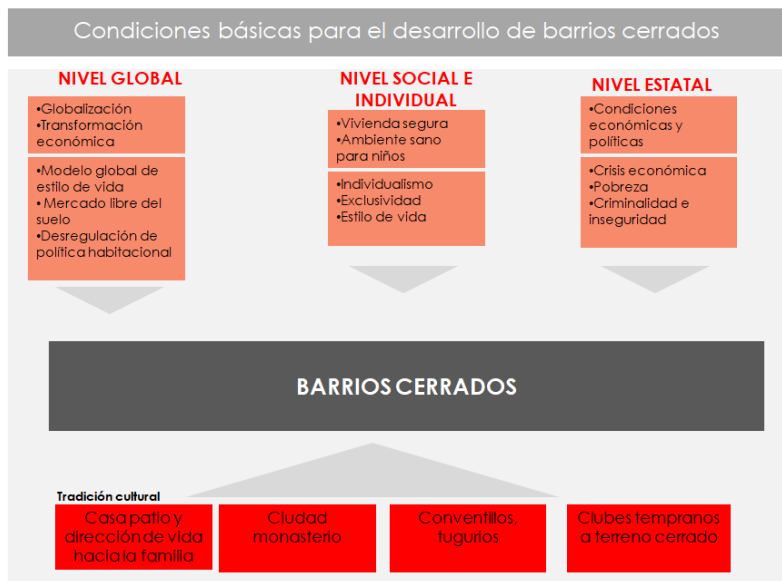 Condiciones básicas para el desarrollo de barrios cerrados
NIVEL GLOBAL
•Globalización
•Transformación
económica
•Modelo global de
estilo de vida
• Mercado libre del
suelo
•Desregulación de
política habitacional
NIVEL SOCIAL E
INDIVIDUAL
•Vivienda segura
•Ambiente sano
para niños
•Individualismo
•Exclusividad
•Estilo de vida
NIVEL ESTATAL
•Condiciones
económicas y
políticas
•Crisis económica
•Pobreza
•Criminalidad e
inseguridad
BARRIOS CERRADOS
Tradición cultural
Casa patio y
dirección de vida
hacia la familia
Ciudad
monasterio
Conventillos,
tugurios
Clubes tempranos
a terreno cerrado